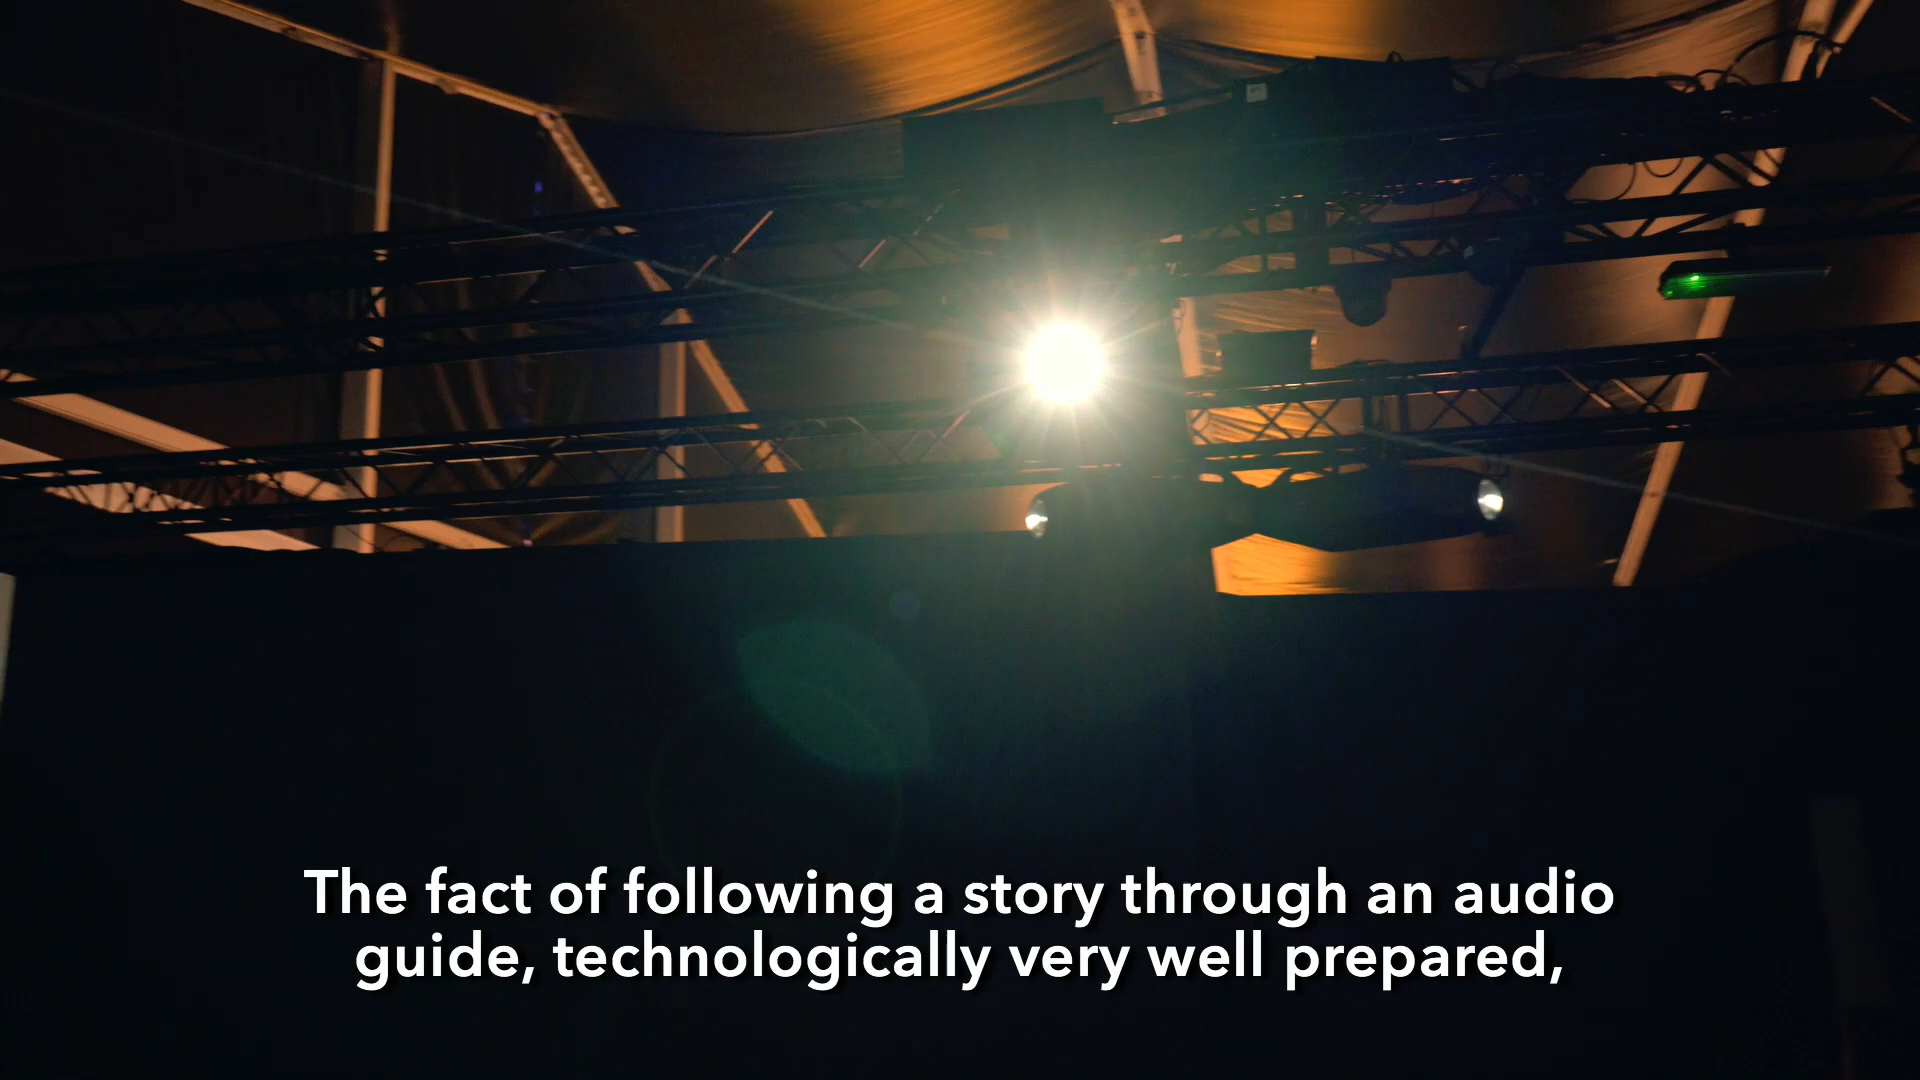 The fact of following a story through an audio
guide, technologically very well prepared,